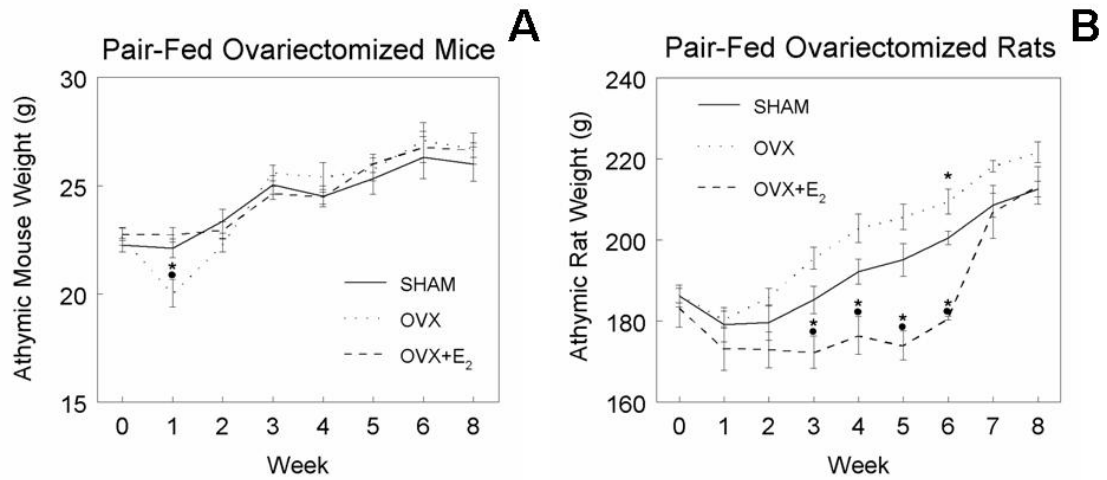 A
Pair-Fed Ovariectomized Mice
Athymic Mouse Weight (g)
30
25
20
15
*
SHAM
OVX
OVX+E2
0 1 2 3 4 5 6 7 8
Week
B
Pair-Fed Ovariectomized Rats
Athymic Rat Weight (g)
240
220
200
180
160
SHAM
OVX
OVX+E2
*
* * * *
0 1 2 3 4 5 6 7 8
Week